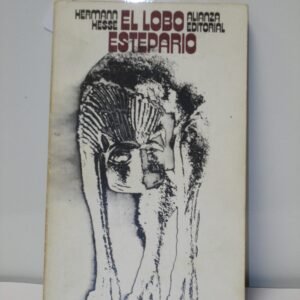 HERMANN HESSE
EL LOBO ESTEPARIO
ALIANZA EDITORIAL